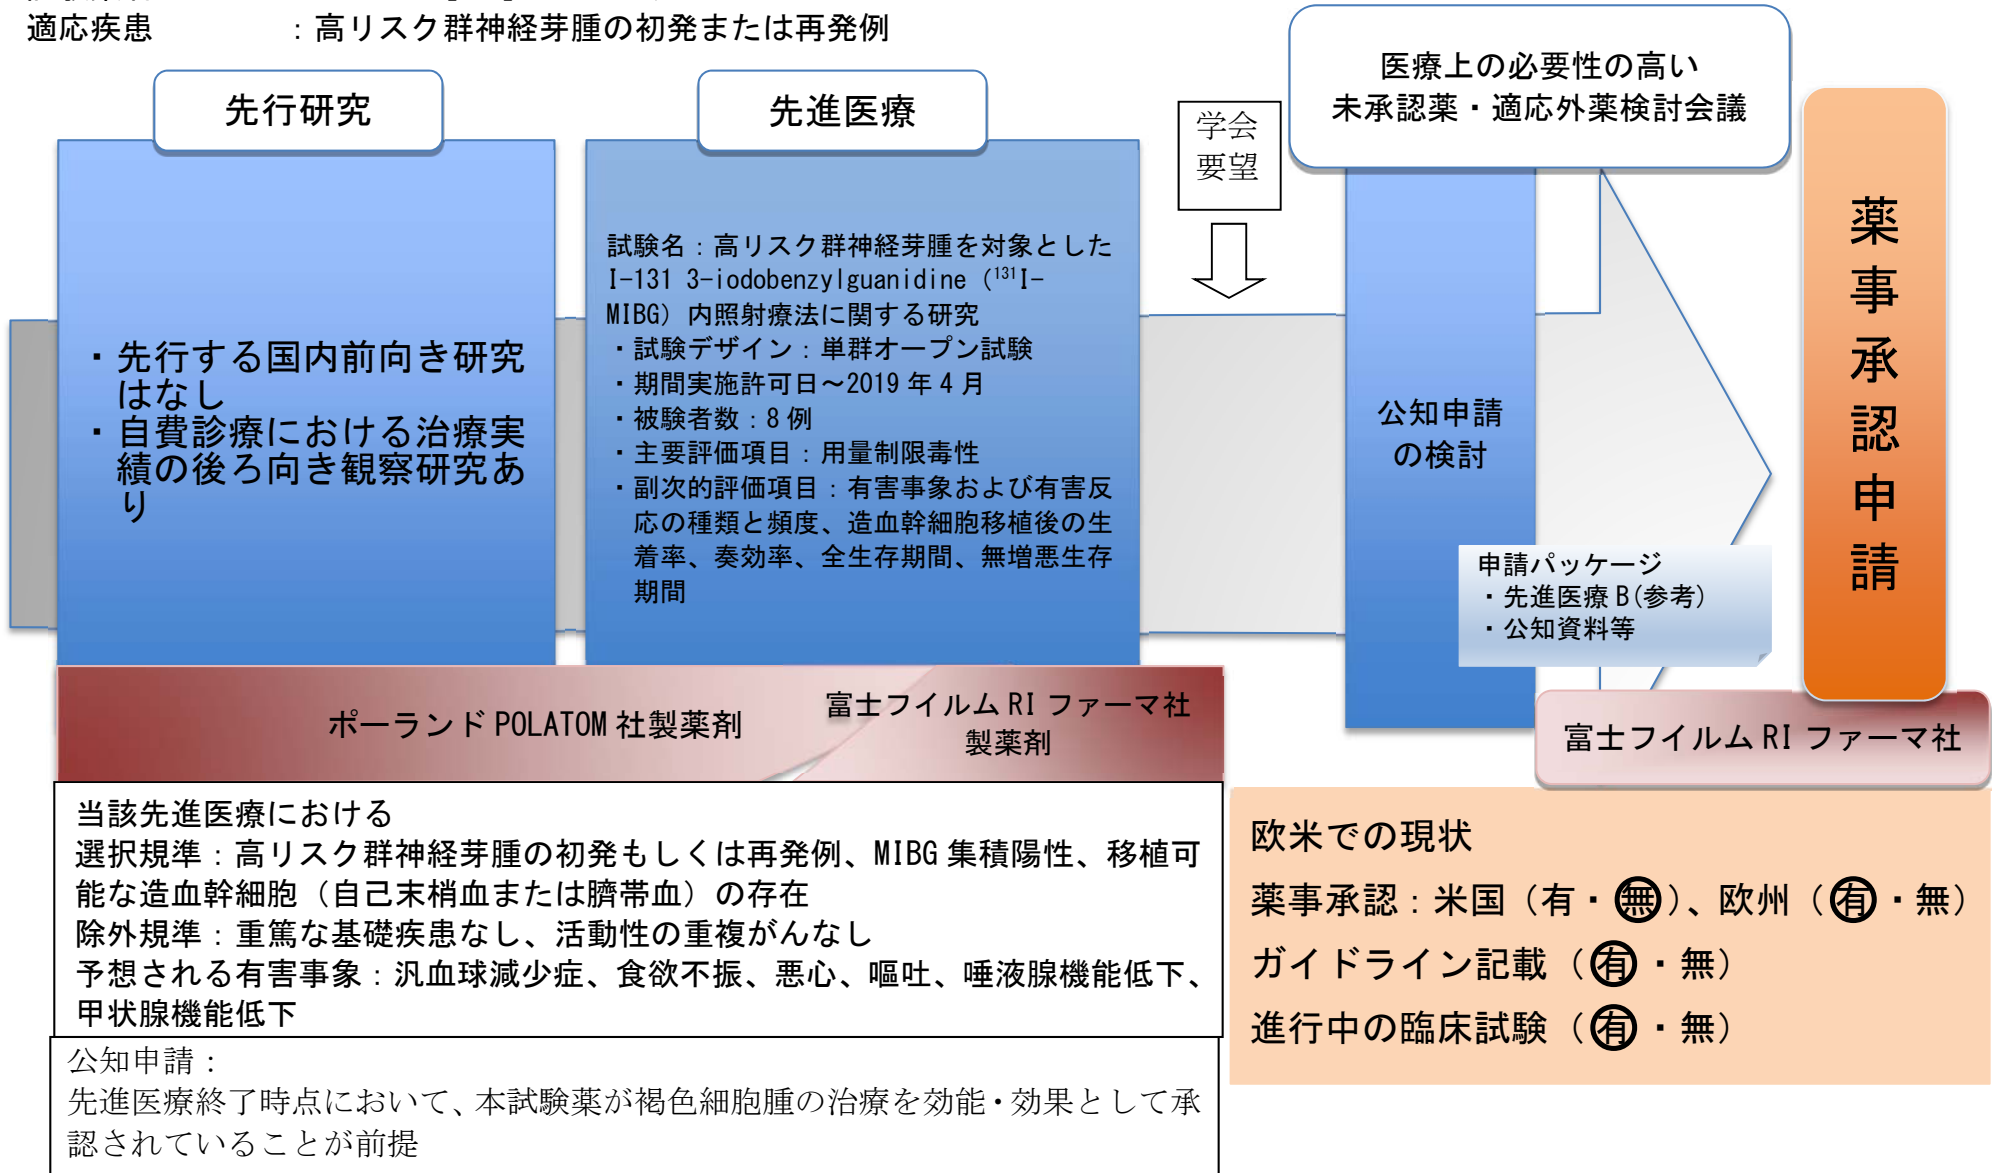 適応疾患 ：高リスク群神経芽腫の初発または再発例
先行研究
・先行する国内前向き研究
はなし
・自費診療における治療実
績の後ろ向き観察研究あ
り
先進医療
試験名：高リスク群神経芽腫を対象とした
I-131 3-iodobenzylguanidine（131I-
MIBG）内照射療法に関する研究
・試験デザイン：単群オープン試験
・期間実施許可日～2019年4月
・被験者数：8例
・主要評価項目：用量制限毒性
・副次的評価項目：有害事象および有害反
応の種類と頻度、造血幹細胞移植後の生
着率、奏効率、全生存期間、無増悪生存
期間
学会
要望
医療上の必要性の高い
未承認薬・適応外薬検討会議
公知申請
の検討
申請パッケージ
・先進医療B(参考)
・公知資料等
薬事承認申請
ポーランドPOLATOM社製薬剤
富士フイルムRIファーマ社
製薬剤
富士フイルムRIファーマ社
当該先進医療における
選択規準：高リスク群神経芽腫の初発もしくは再発例、MIBG集積陽性、移植可
能な造血幹細胞（自己末梢血または臍帯血）の存在
除外規準：重篤な基礎疾患なし、活動性の重複がんなし
予想される有害事象：汎血球減少症、食欲不振、悪心、嘔吐、唾液腺機能低下、
甲状腺機能低下
公知申請：
先進医療終了時点において、本試験薬が褐色細胞腫の治療を効能・効果として承
認されていることが前提
欧米での現状
薬事承認：米国（有・無）、欧州（有・無）
ガイドライン記載（有・無）
進行中の臨床試験（有・無）